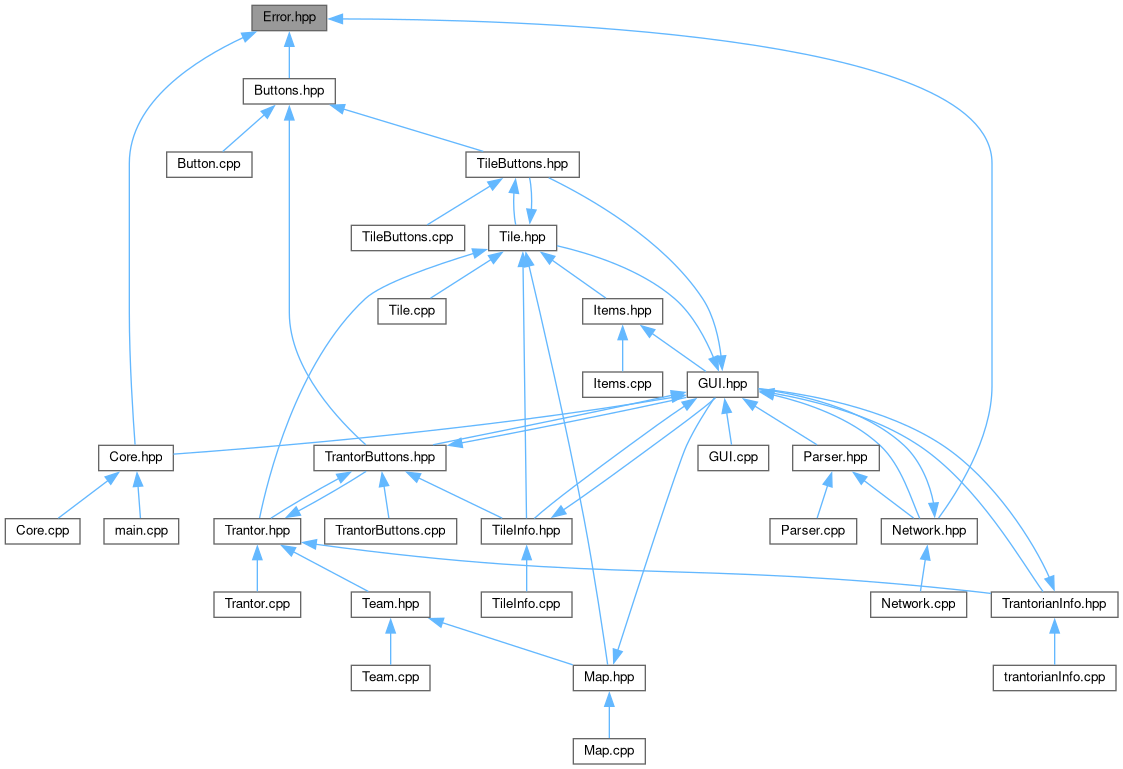 Error.hpp
Buttons.hpp
Button.cpp
TileButtons.hpp
TileButtons.cpp
Tile.hpp
Tile.cpp
Items.hpp
Items.cpp
GUI.hpp
Core.hpp
TrantorButtons.hpp
GUI.cpp
Parser.hpp
Core.cpp
main.cpp
Trantor.hpp
TrantorButtons.cpp
TileInfo.hpp
Parser.cpp
Network.hpp
Trantor.cpp
Team.hpp
TileInfo.cpp
Network.cpp
TrantorianInfo.hpp
Team.cpp
Map.hpp
trantorianInfo.cpp
Map.cpp